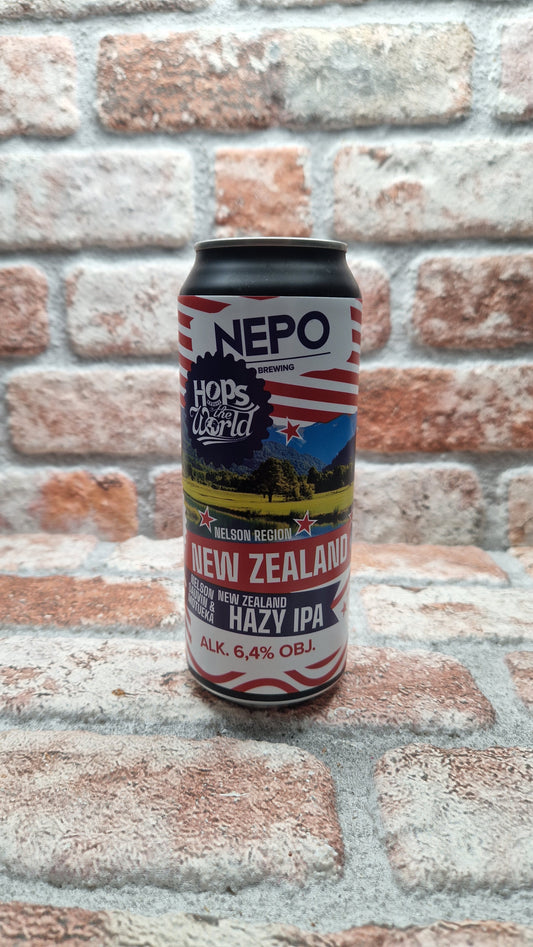 NEPO
BREWING
HOPS
of the
World
NELSON REGION
NEW ZEALAND
NELSON
SAUVIN &
MOTUEKA
NEW ZEALAND
HAZY IPA
ALK. 6,4% OBJ.